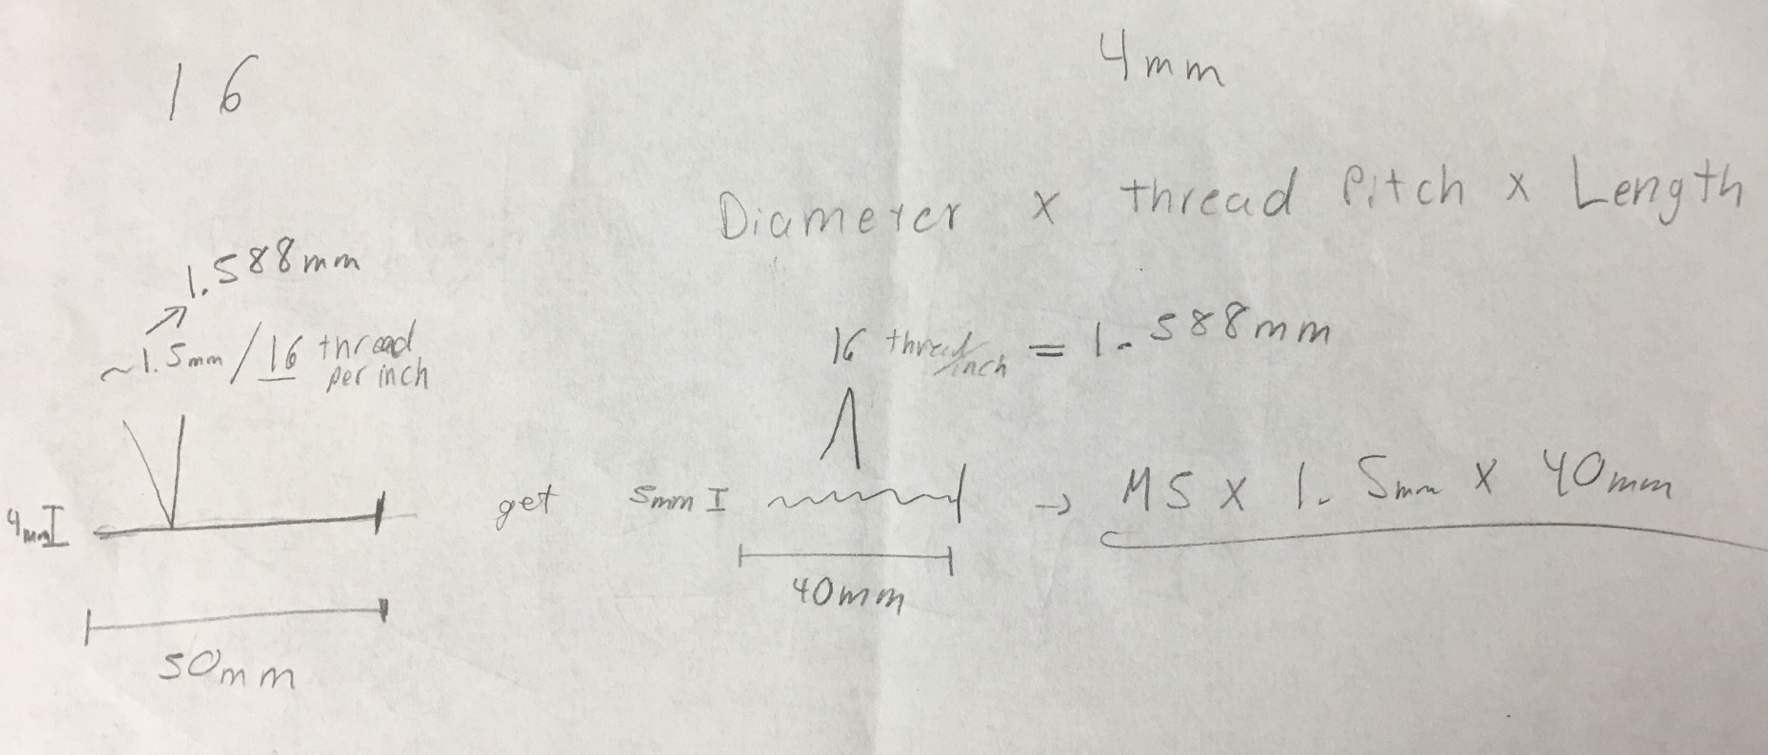 16
4mm
Diameter x thread Pitch x Length
1.588mm
~1.5mm/16 thread
per inch
16 thread/inch = 1.588mm
4mm
get
5mm
→ M5 x 1.5mm x 40mm
40mm
50mm